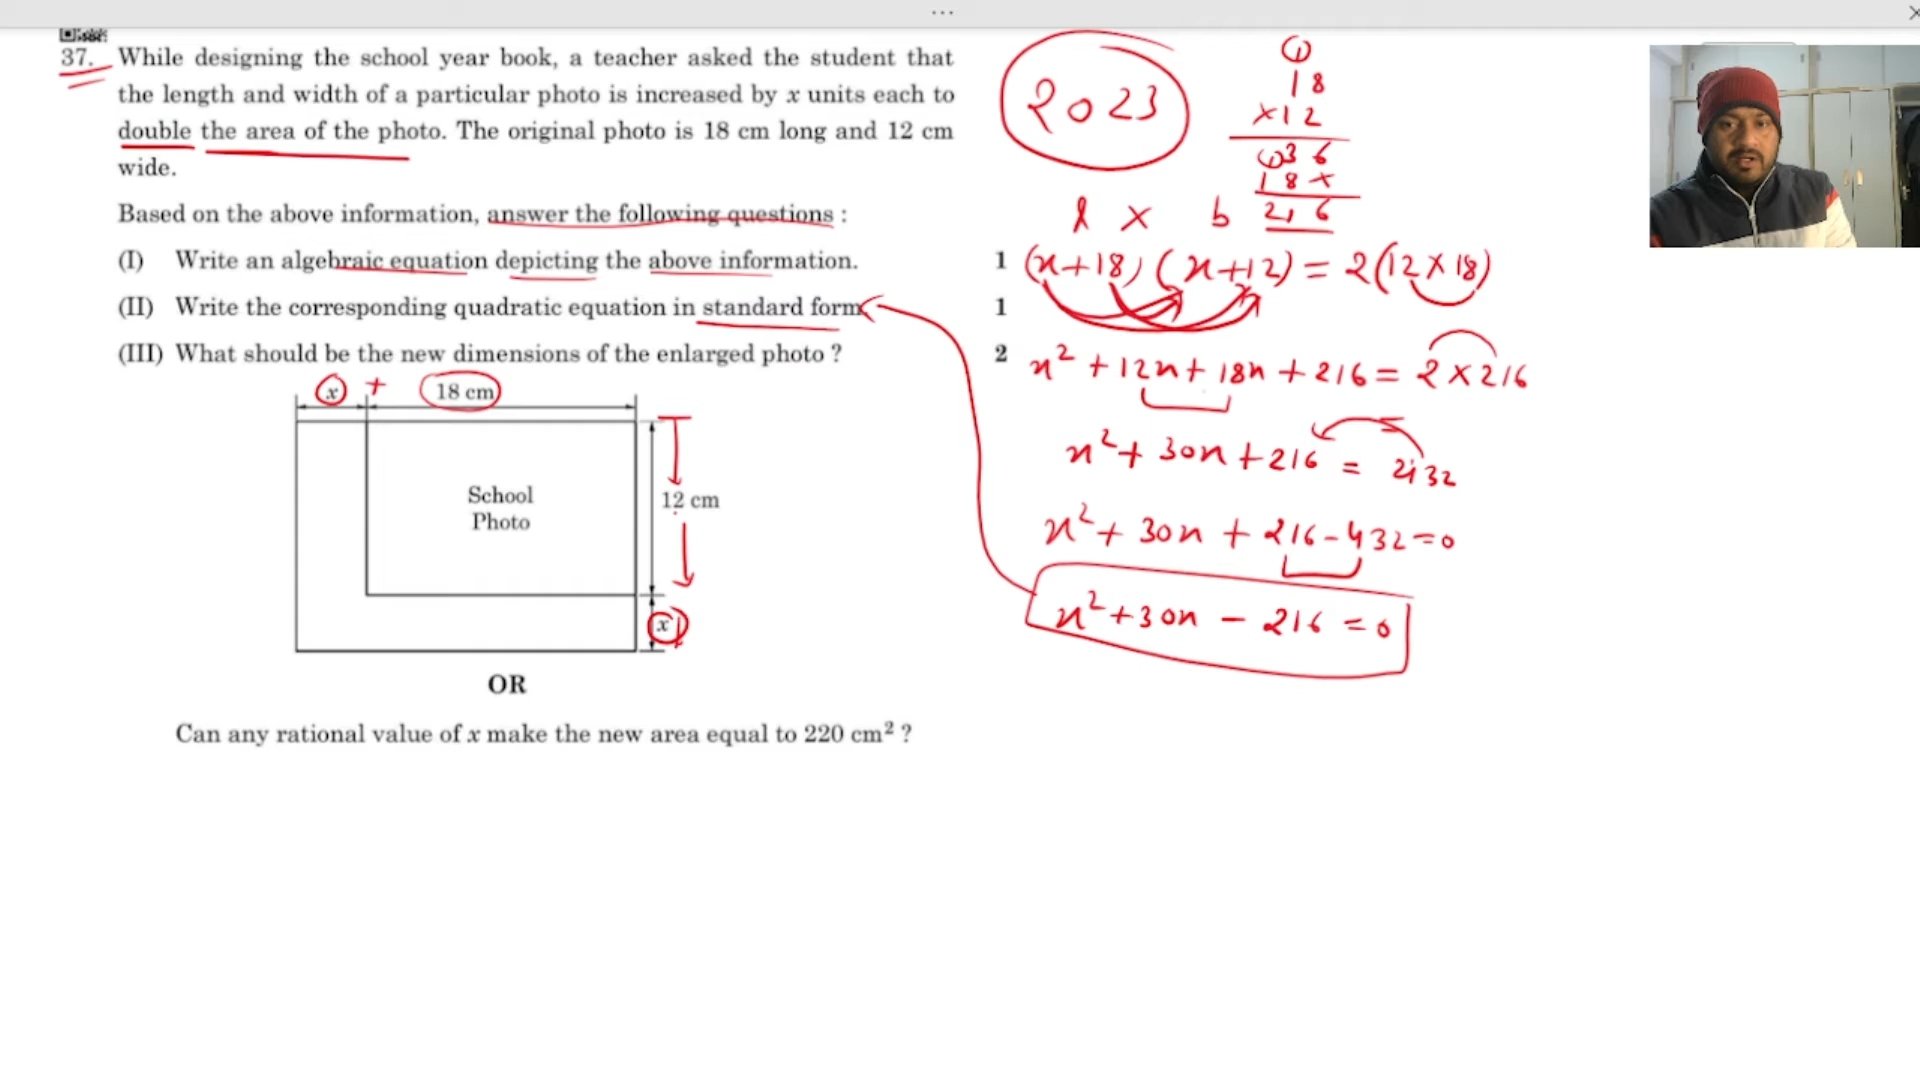 37. While designing the school year book, a teacher asked the student that
the length and width of a particular photo is increased by x units each to
double the area of the photo. The original photo is 18 cm long and 12 cm
wide.
Based on the above information, answer the following questions :
(I) Write an algebraic equation depicting the above information. 1
(II) Write the corresponding quadratic equation in standard form 1
(III) What should be the new dimensions of the enlarged photo ? 2
x + 18 cm
School
Photo
12 cm
x
OR
Can any rational value of x make the new area equal to 220 cm² ?
2023
1
18
×12
36
18×
216
l × b
(x+18)(x+12) = 2(12×18)
x² + 12x + 18x + 216 = 2×216
x² + 30x + 216 = 432
x² + 30x + 216 - 432 = 0
x² + 30x - 216 = 0